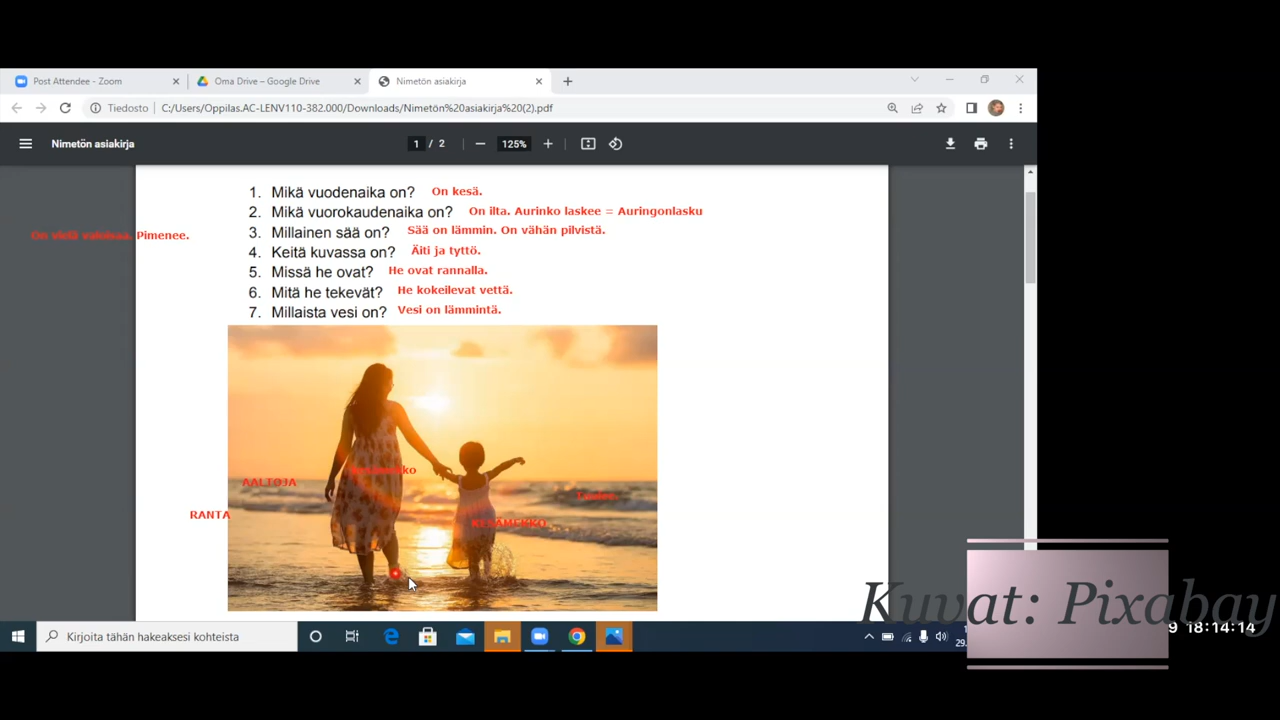 Post Attendee - Zoom
Oma Drive – Google Drive
Nimetön asiakirja
Tiedosto
C:/Users/Oppilas.AC-LENV110-382.000/Downloads/Nimetön%20asiakirja%20(2).pdf
Nimetön asiakirja
1 / 2
125%
1. Mikä vuodenaika on? On kesä.
2. Mikä vuorokaudenaika on? On ilta. Aurinko laskee = Auringonlasku
On vielä valoisaa. Pimenee.
3. Millainen sää on? Sää on lämmin. On vähän pilvistä.
4. Keitä kuvassa on? Äiti ja tyttö.
5. Missä he ovat? He ovat rannalla.
6. Mitä he tekevät? He kokeilevat vettä.
7. Millaista vesi on? Vesi on lämmintä.
AALTOJA
RANTA
KESÄMEKKO
Kuvat: Pixabay
Kirjoita tähän hakeaksesi kohteista
18:14:14